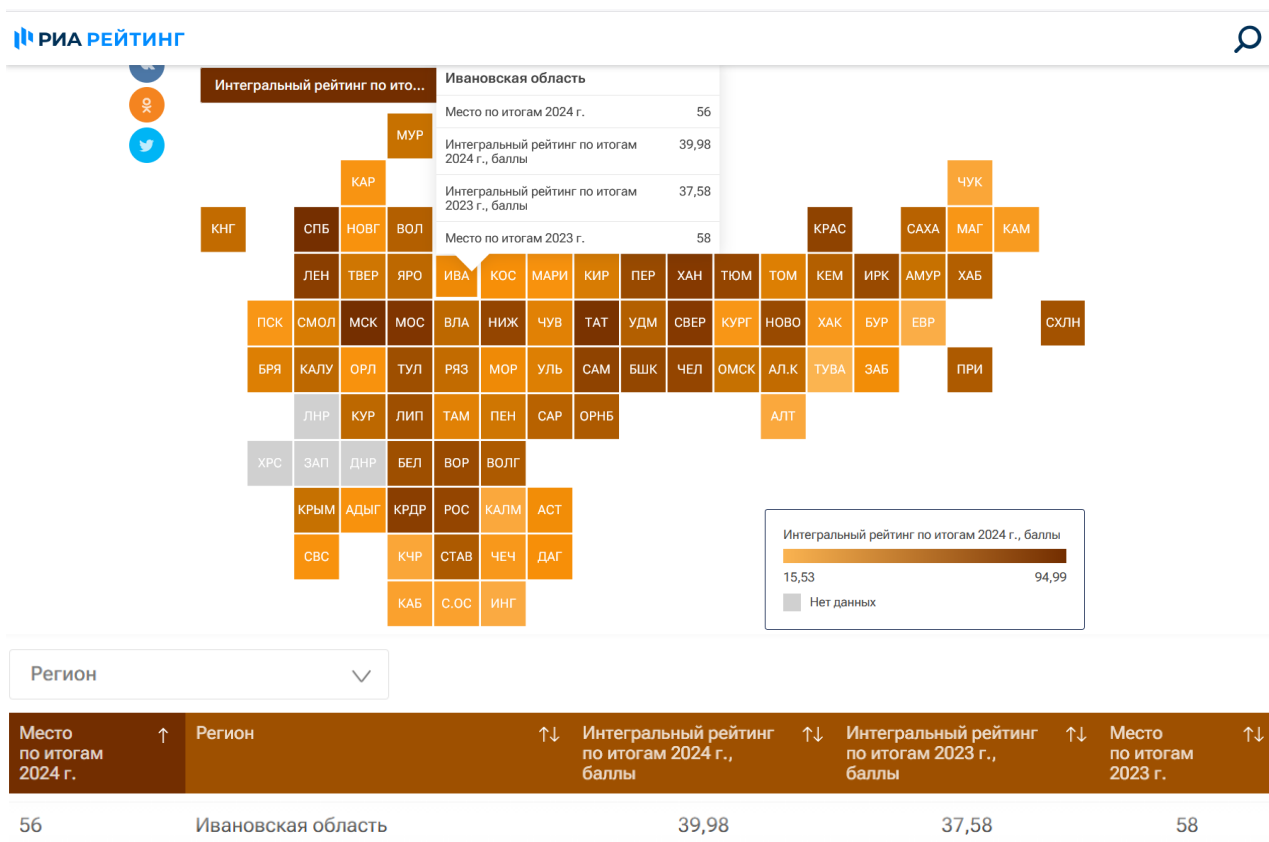 РИА РЕЙТИНГ
Интегральный рейтинг по ито...
Ивановская область
Место по итогам 2024 г. 56
Интегральный рейтинг по итогам 39,98
2024 г., баллы
Интегральный рейтинг по итогам 37,58
2023 г., баллы
Место по итогам 2023 г. 58
МУР
КАР ЧУК
КНГ СПБ НОВГ ВОЛ КРАС САХА МАГ КАМ
ЛЕН ТВЕР ЯРО ИВА КОС МАРИ КИР ПЕР ХАН ТЮМ ТОМ КЕМ ИРК АМУР ХАБ
ПСК СМОЛ МСК МОС ВЛА НИЖ ЧУВ ТАТ УДМ СВЕР КУРГ НОВО ХАК БУР ЕВР СХЛН
БРЯ КАЛУ ОРЛ ТУЛ РЯЗ МОР УЛЬ САМ БШК ЧЕЛ ОМСК АЛ.К ТУВА ЗАБ ПРИ
ЛНР КУР ЛИП ТАМ ПЕН САР ОРНБ АЛТ
ХРС ЗАП ДНР БЕЛ ВОР ВОЛГ
КРЫМ АДЫГ КРДР РОС КАЛМ АСТ
СВС КЧР СТАВ ЧЕЧ ДАГ
КАБ С.ОС ИНГ
Интегральный рейтинг по итогам 2024 г., баллы
15,53 94,99
Нет данных
Регион
Место Регион Интегральный рейтинг Интегральный рейтинг Место
по итогам по итогам 2024 г., по итогам 2023 г., по итогам
2024 г. баллы баллы 2023 г.
56 Ивановская область 39,98 37,58 58